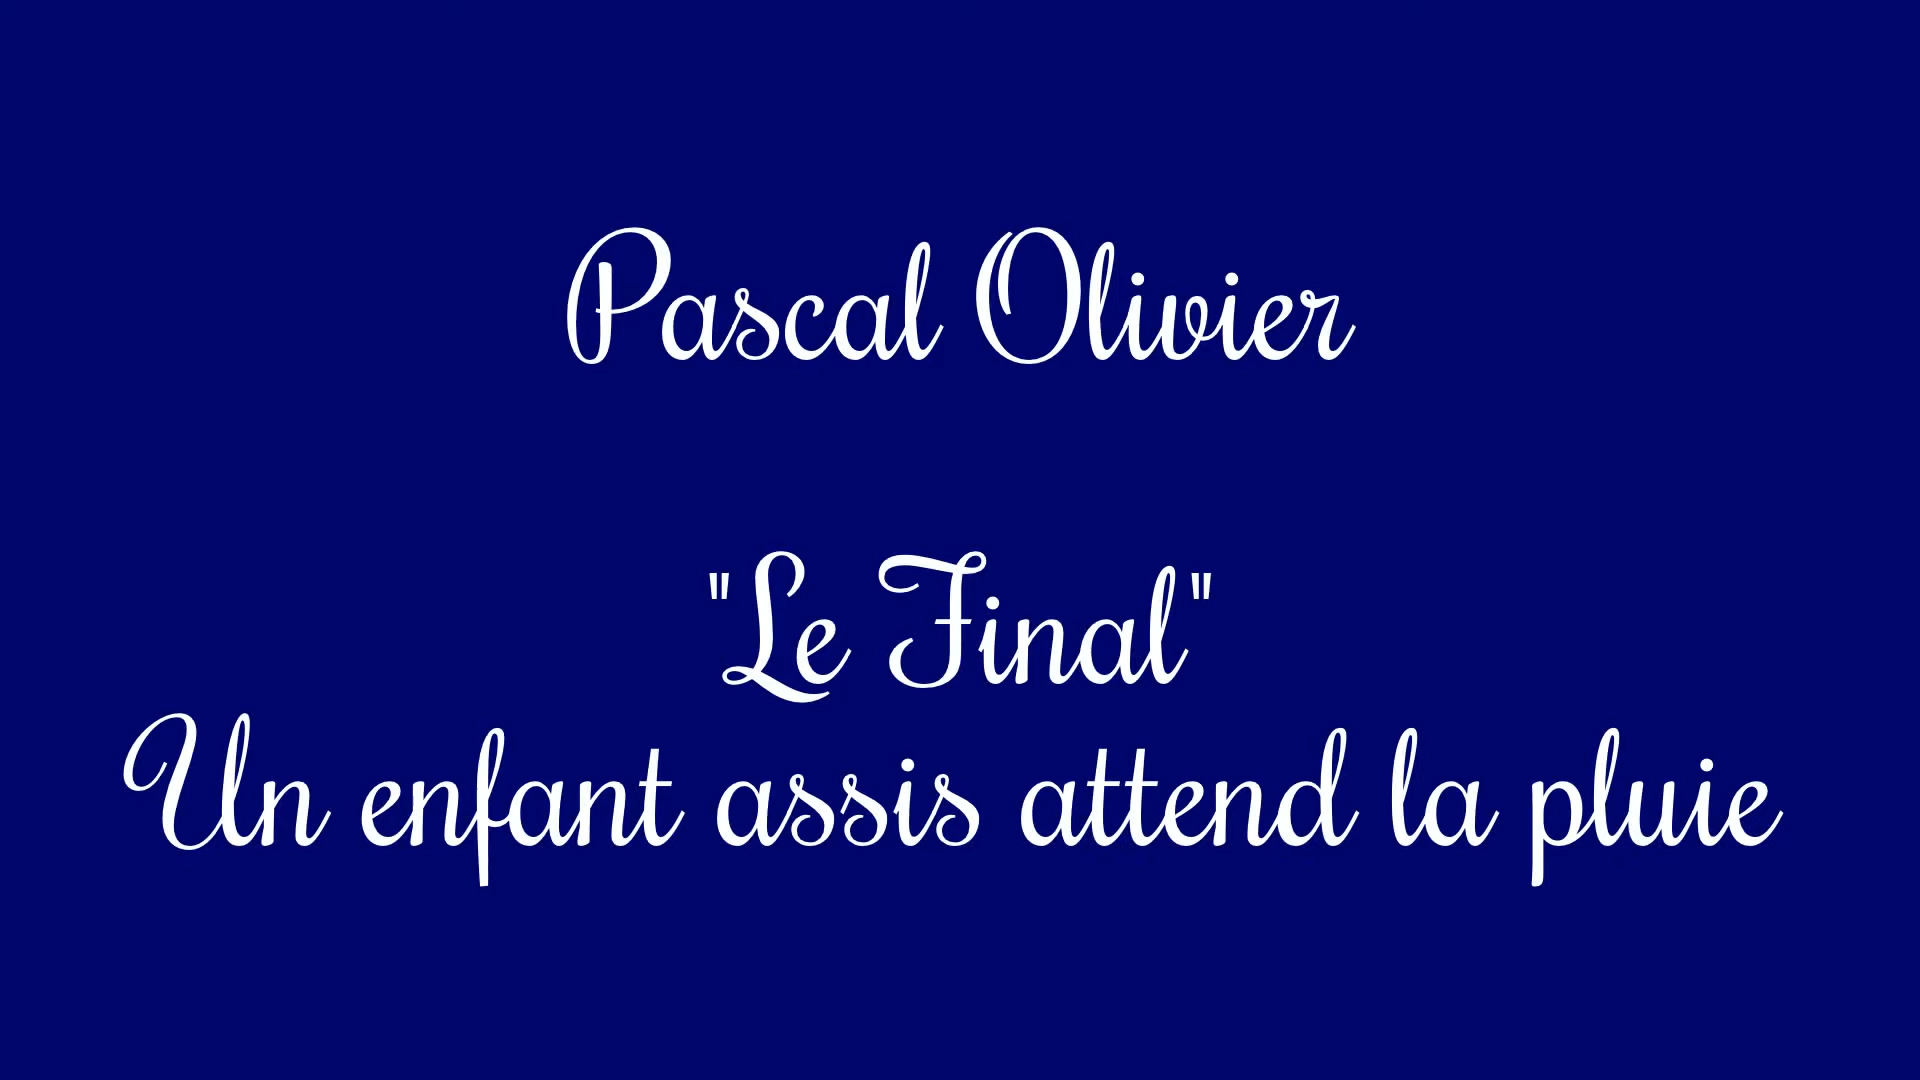 Pascal Olivier
"Le Final"
Un enfant assis attend la pluie